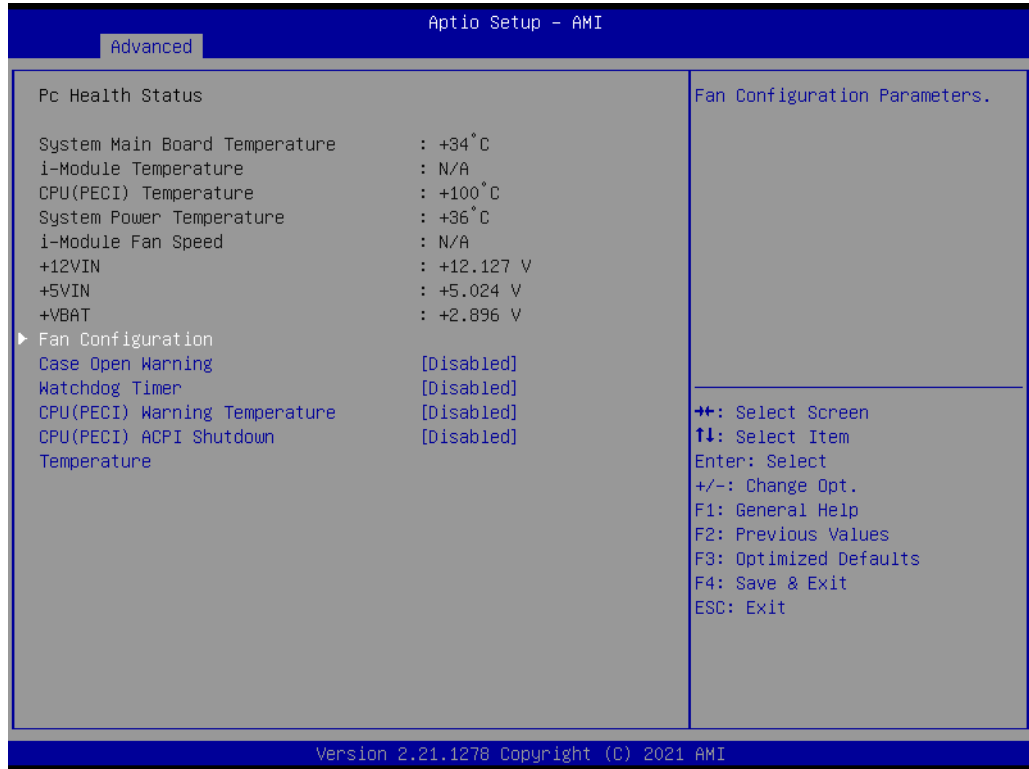 Aptio Setup – AMI
Advanced
Pc Health Status
System Main Board Temperature : +34°C
i-Module Temperature : N/A
CPU(PECI) Temperature : +100°C
System Power Temperature : +36°C
i-Module Fan Speed : N/A
+12VIN : +12.127 V
+5VIN : +5.024 V
+VBAT : +2.896 V
▶ Fan Configuration
Case Open Warning [Disabled]
Watchdog Timer [Disabled]
CPU(PECI) Warning Temperature [Disabled]
CPU(PECI) ACPI Shutdown [Disabled]
Temperature
Fan Configuration Parameters.
→←: Select Screen
↑↓: Select Item
Enter: Select
+/-: Change Opt.
F1: General Help
F2: Previous Values
F3: Optimized Defaults
F4: Save & Exit
ESC: Exit
Version 2.21.1278 Copyright (C) 2021 AMI